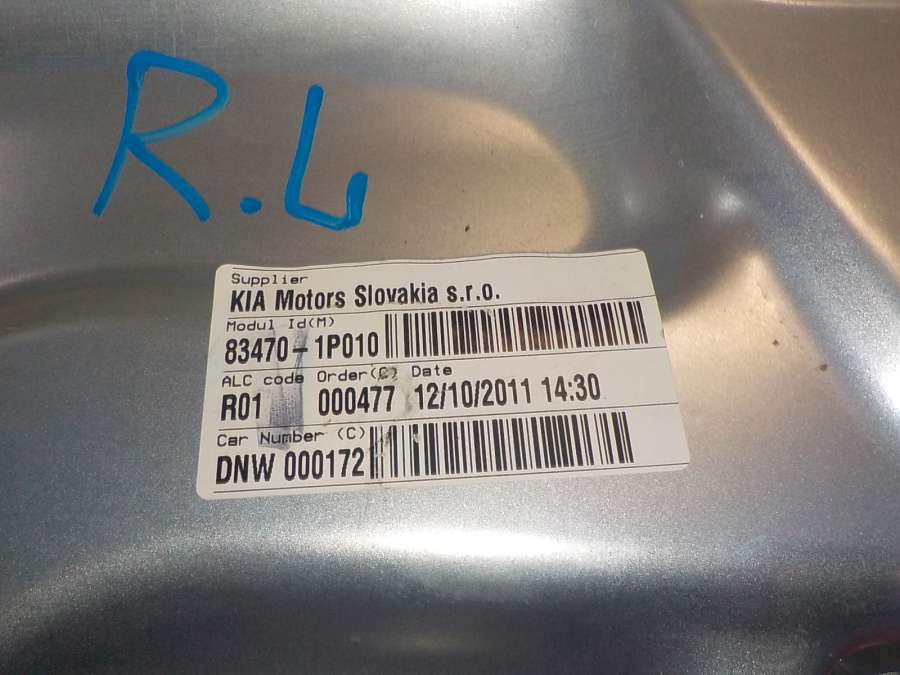 R.L
Supplier
KIA Motors Slovakia s.r.o.
Modul Id(M)
83470-1P010
ALC code Order(C) Date
R01 000477 12/10/2011 14:30
Car Number (C)
DNW 000172